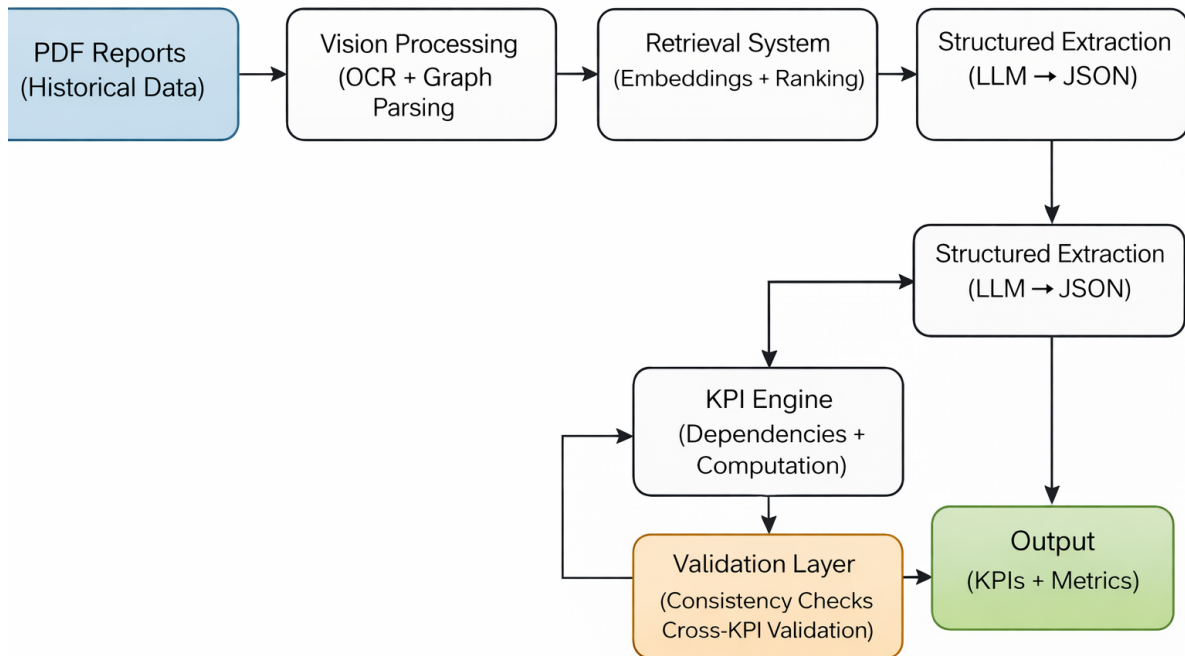 PDF Reports
(Historical Data)
Vision Processing
(OCR + Graph
Parsing
Retrieval System
(Embeddings + Ranking)
Structured Extraction
(LLM → JSON)
Structured Extraction
(LLM → JSON)
KPI Engine
(Dependencies +
Computation)
Validation Layer
(Consistency Checks
Cross-KPI Validation)
Output
(KPIs + Metrics)